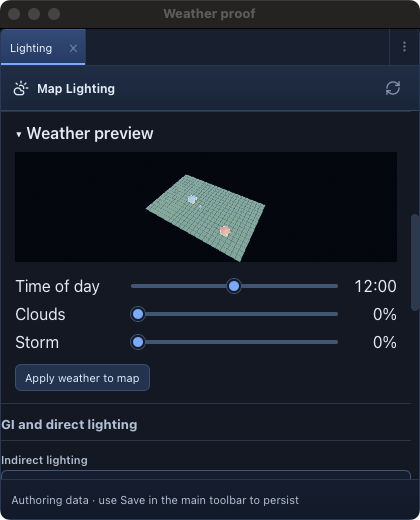 Weather proof
Lighting
Map Lighting
Weather preview
Time of day 12:00
Clouds 0%
Storm 0%
Apply weather to map
GI and direct lighting
Indirect lighting
Authoring data · use Save in the main toolbar to persist